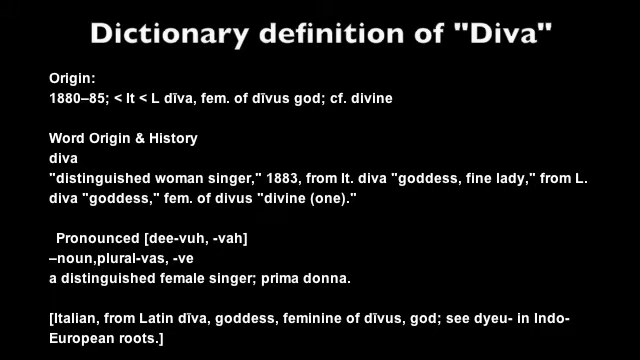 Dictionary definition of "Diva"
Origin:
1880–85; < It < L dīva, fem. of dīvus god; cf. divine
Word Origin & History
diva
"distinguished woman singer," 1883, from It. diva "goddess, fine lady," from L.
diva "goddess," fem. of divus "divine (one)."
Pronounced [dee-vuh, -vah]
–noun,plural-vas, -ve
a distinguished female singer; prima donna.
[Italian, from Latin dīva, goddess, feminine of dīvus, god; see dyeu- in Indo-
European roots.]